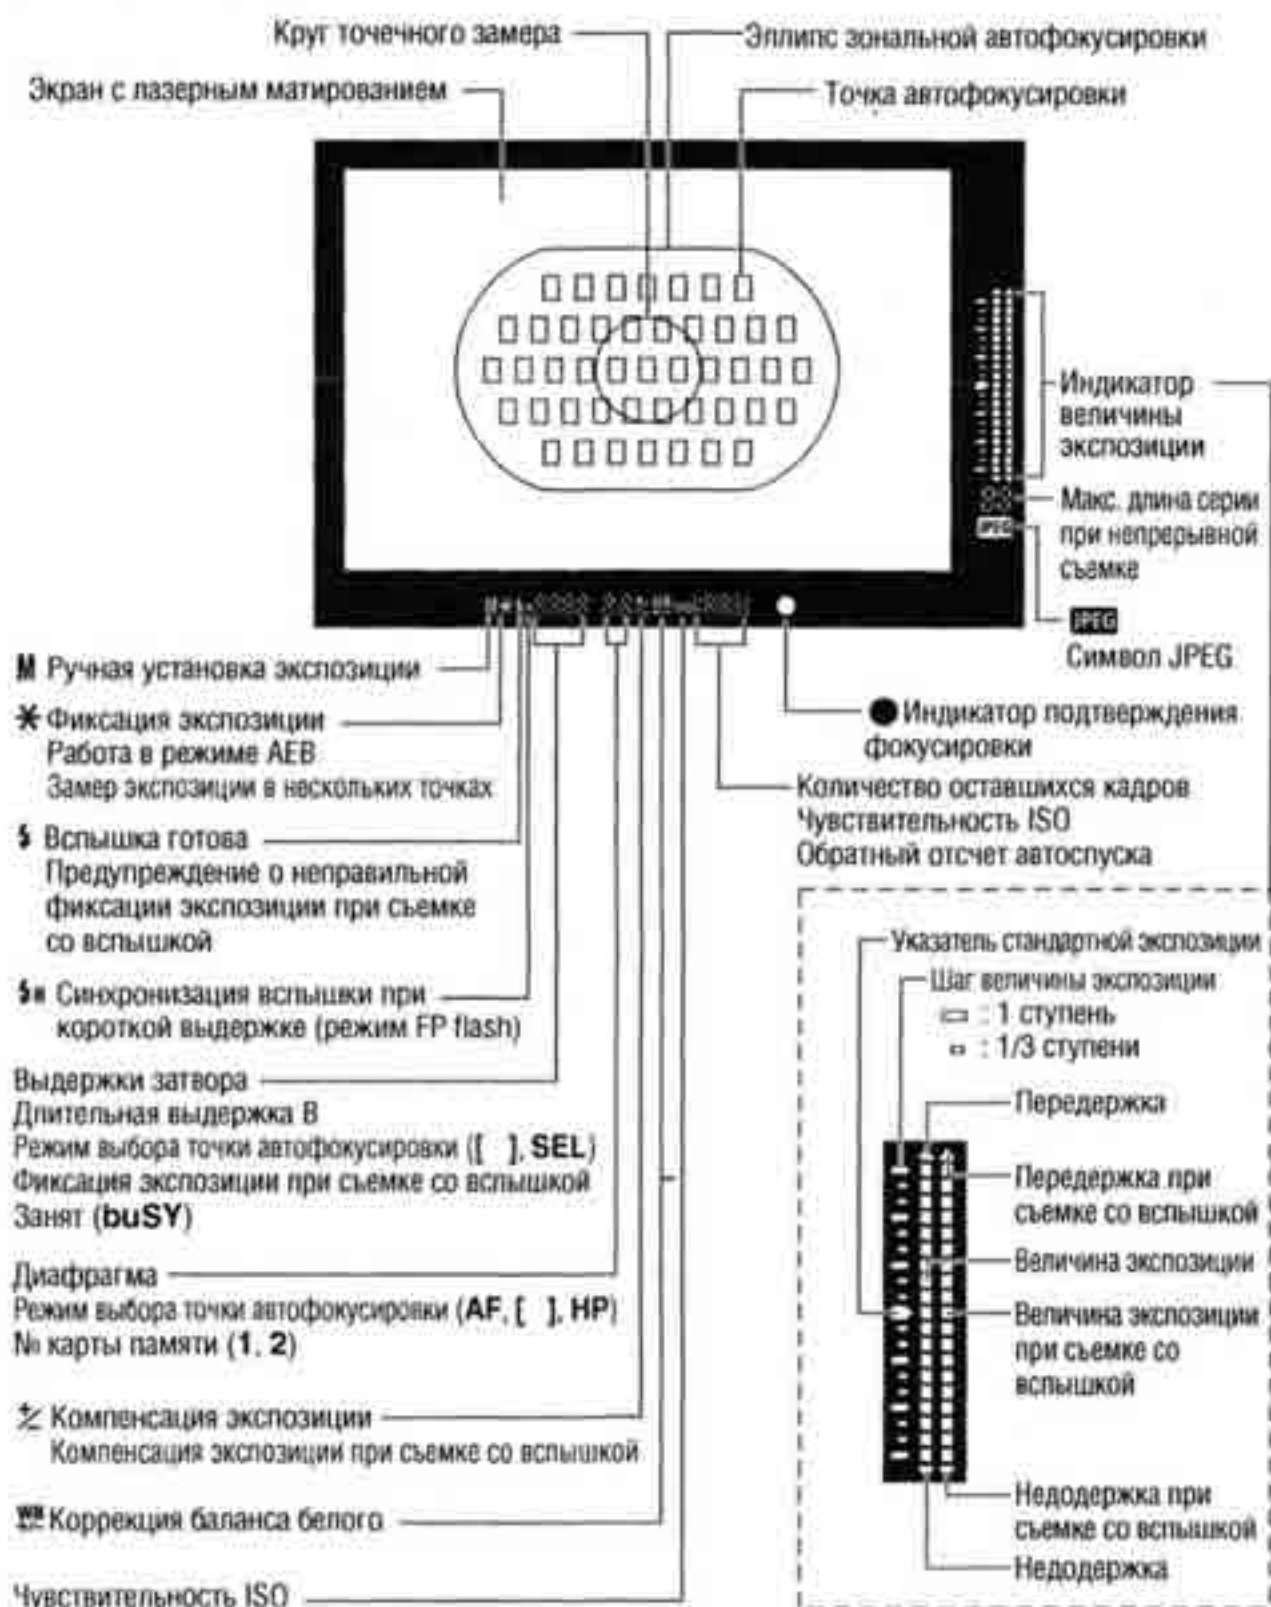 Круг точечного замера
Эллипс зональной автофокусировки
Экран с лазерным матированием
Точка автофокусировки
Индикатор
величины
экспозиции
Макс. длина серии
при непрерывной
съемке
JPEG
JPEG
Символ JPEG
M Ручная установка экспозиции
✱ Фиксация экспозиции
Работа в режиме AEB
Замер экспозиции в нескольких точках
● Индикатор подтверждения
фокусировки
Количество оставшихся кадров
Чувствительность ISO
Обратный отсчет автоспуска
Вспышка готова
Предупреждение о неправильной
фиксации экспозиции при съемке
со вспышкой
Синхронизация вспышки при
короткой выдержке (режим FP flash)
Выдержки затвора
Длительная выдержка B
Режим выбора точки автофокусировки ([ ], SEL)
Фиксация экспозиции при съемке со вспышкой
Занят (buSY)
Диафрагма
Режим выбора точки автофокусировки (AF, [ ], HP)
№ карты памяти (1, 2)
Компенсация экспозиции
Компенсация экспозиции при съемке со вспышкой
Коррекция баланса белого
Чувствительность ISO
Указатель стандартной экспозиции
Шаг величины экспозиции
: 1 ступень
: 1/3 ступени
Передержка
Передержка при
съемке со вспышкой
Величина экспозиции
Величина экспозиции
при съемке со
вспышкой
Недодержка при
съемке со вспышкой
Недодержка